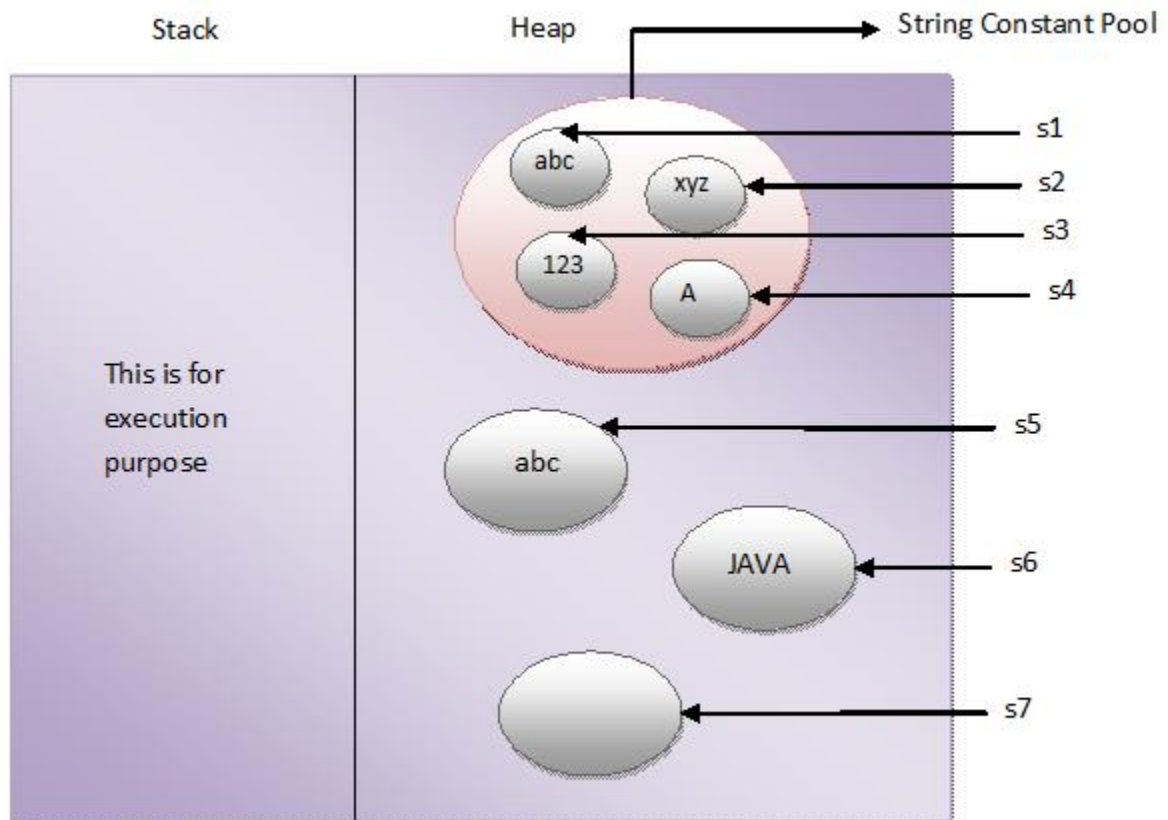 Stack
Heap
String Constant Pool
abc
s1
xyz
s2
123
s3
A
s4
This is for
execution
purpose
abc
s5
JAVA
s6
s7